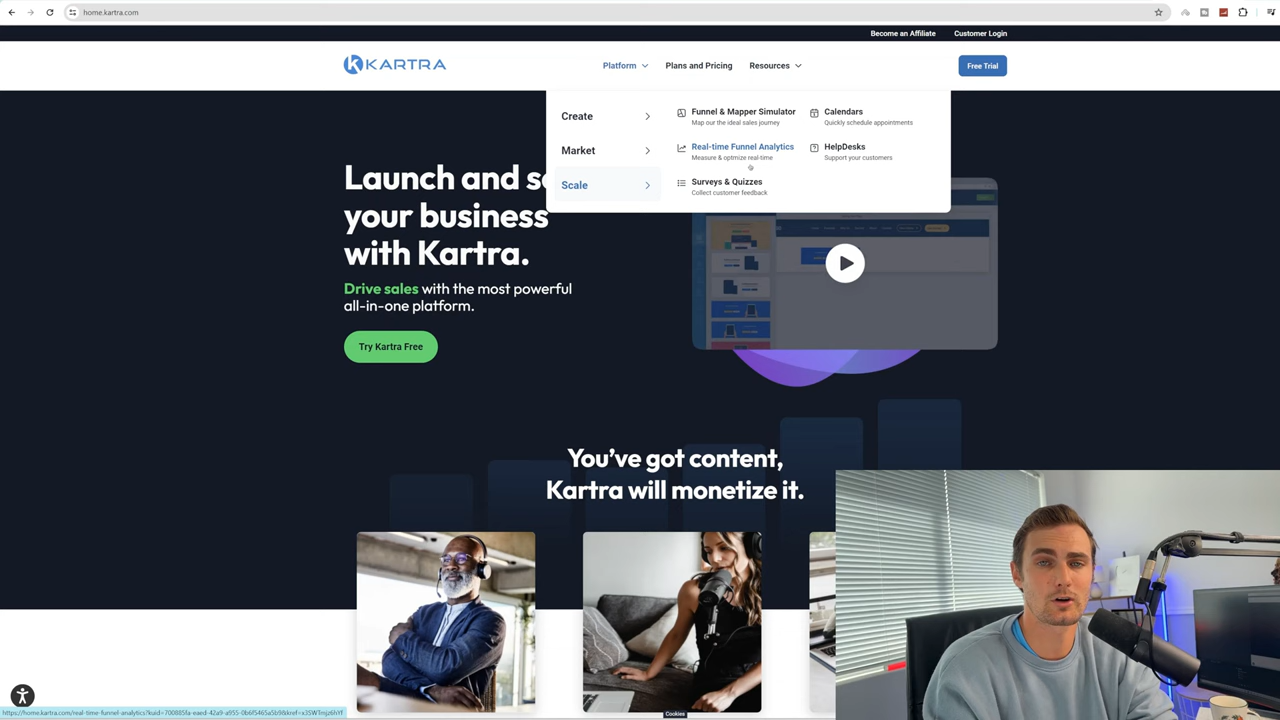 home.kartra.com
Become an Affiliate
Customer Login
KARTRA
Platform
Plans and Pricing
Resources
Free Trial
Create
Market
Scale
Funnel & Mapper Simulator
Map our the ideal sales journey
Real-time Funnel Analytics
Measure & optimize real-time
Surveys & Quizzes
Collect customer feedback
Calendars
Quickly schedule appointments
HelpDesks
Support your customers
Launch and s
your business
with Kartra.
Drive sales with the most powerful
all-in-one platform.
Try Kartra Free
You've got content,
Kartra will monetize it.
Cookies